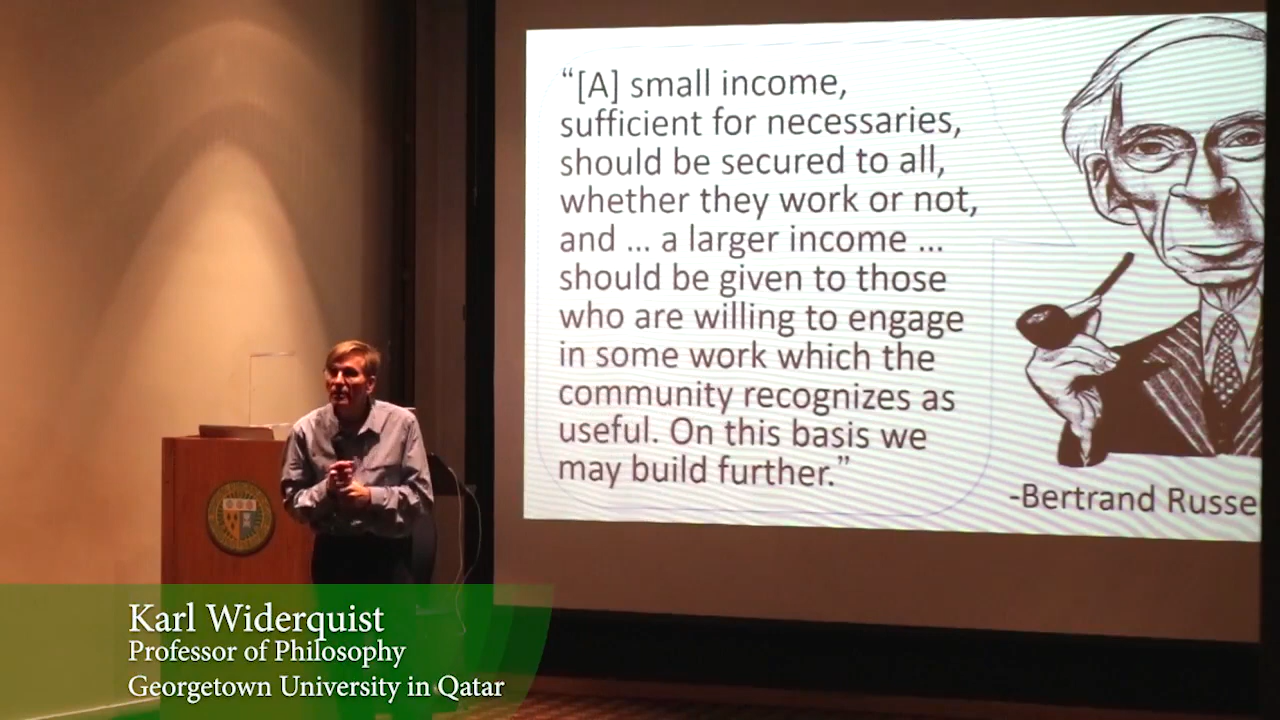 “[A] small income,
sufficient for necessaries,
should be secured to all,
whether they work or not,
and ... a larger income ...
should be given to those
who are willing to engage
in some work which the
community recognizes as
useful. On this basis we
may build further.”
-Bertrand Russe
Karl Widerquist
Professor of Philosophy
Georgetown University in Qatar